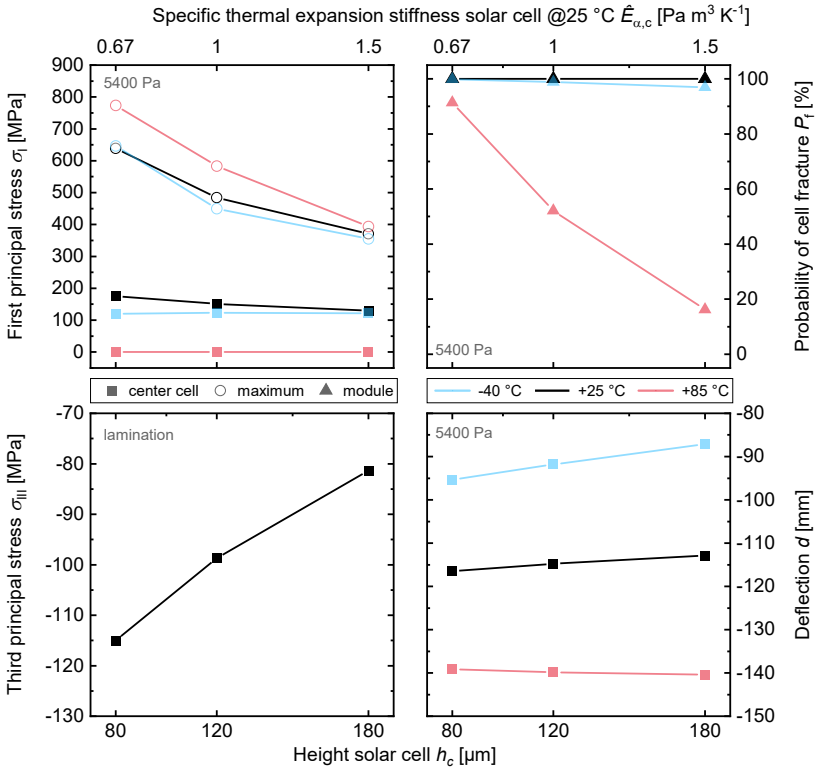 Specific thermal expansion stiffness solar cell @25 °C Ê_α,c [Pa m³ K⁻¹]
0.67 1 1.5 0.67 1 1.5
First principal stress σ_I [MPa]
900
800
700
600
500
400
300
200
100
0
5400 Pa
5400 Pa
100
80
60
40
20
0
Probability of cell fracture P_f [%]
center cell maximum module
-40 °C +25 °C +85 °C
Third principal stress σ_III [MPa]
-70
-80
-90
-100
-110
-120
-130
lamination
5400 Pa
-80
-90
-100
-110
-120
-130
-140
-150
Deflection d [mm]
80 120 180 80 120 180
Height solar cell h_c [µm]